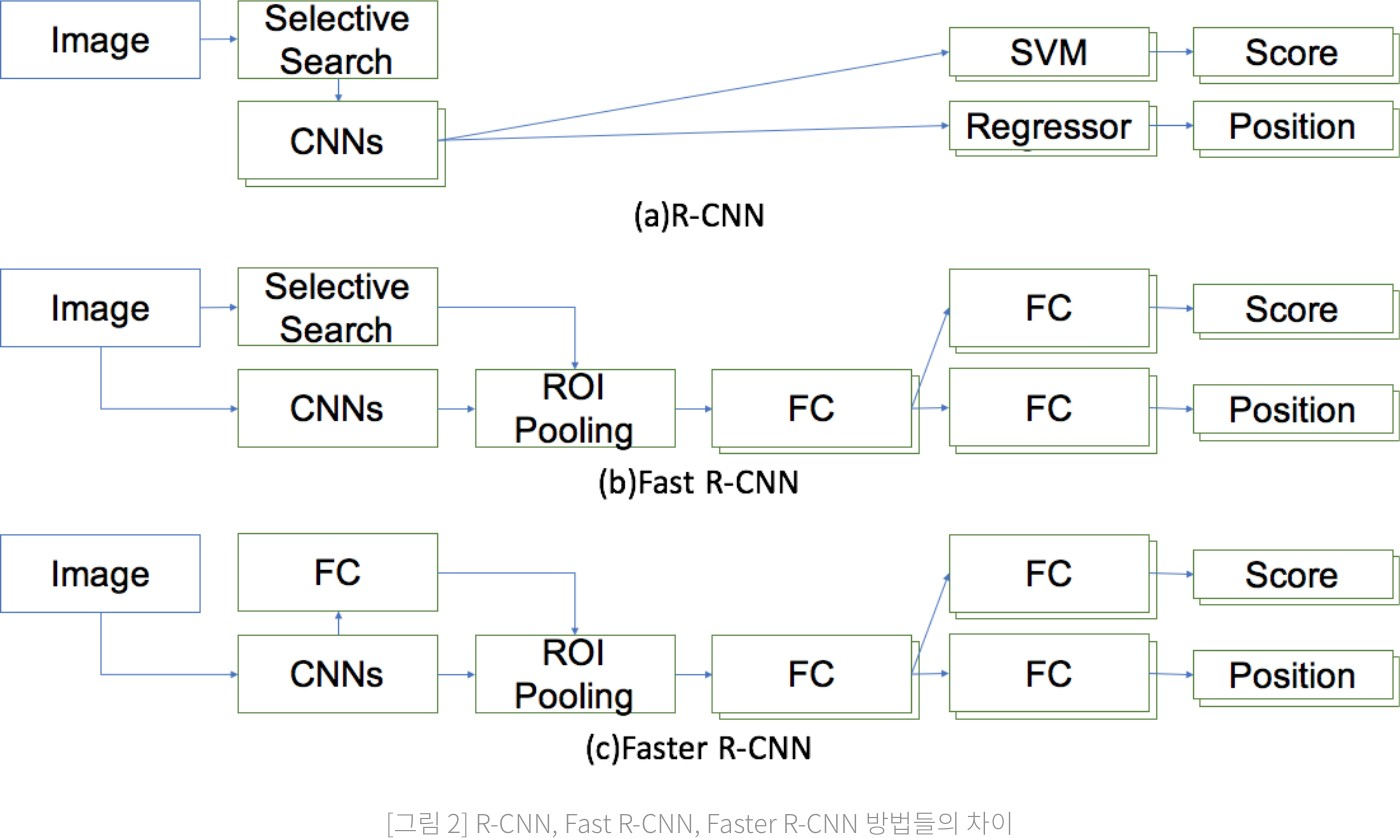 Image
Selective
Search
CNNs
SVM
Score
Regressor
Position
(a)R-CNN
Image
Selective
Search
CNNs
ROI
Pooling
FC
FC
Score
FC
Position
(b)Fast R-CNN
Image
FC
CNNs
ROI
Pooling
FC
FC
Score
FC
Position
(c)Faster R-CNN
[그림 2] R-CNN, Fast R-CNN, Faster R-CNN 방법들의 차이